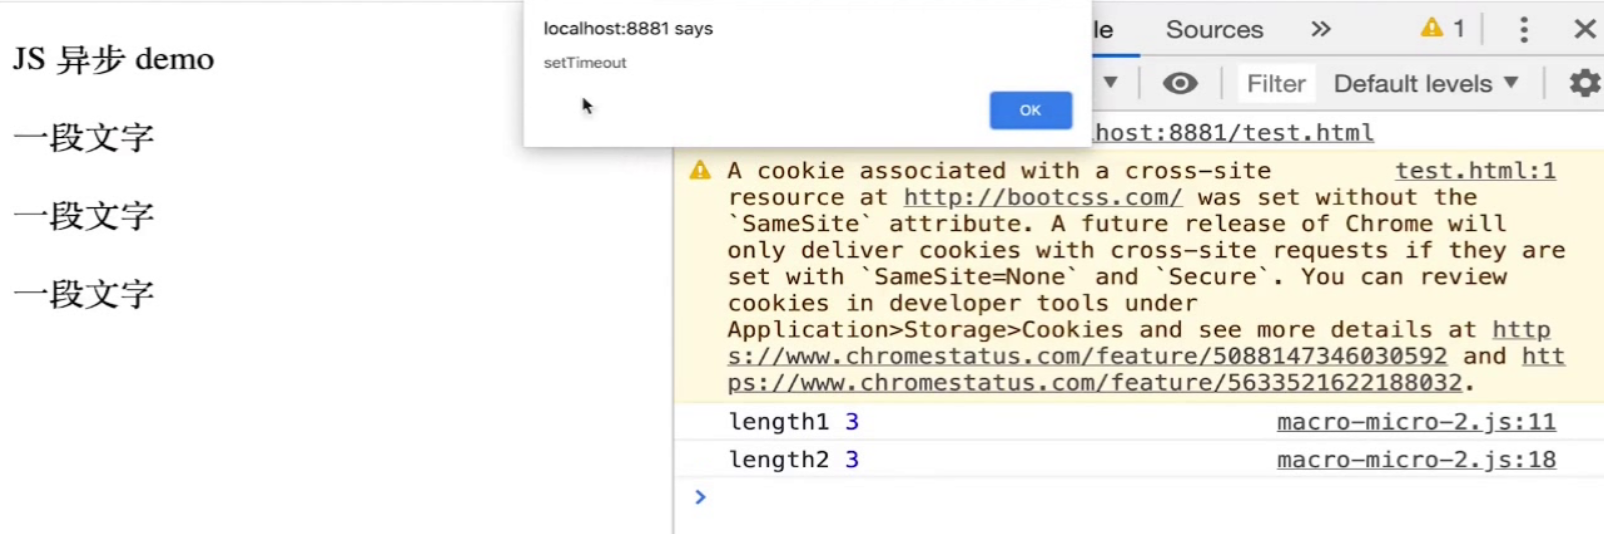 JS 异步 demo
一段文字
一段文字
一段文字
localhost:8881 says
setTimeout
OK
le
Sources
1
Filter
Default levels
host:8881/test.html
A cookie associated with a cross-site test.html:1
resource at http://bootcss.com/ was set without the
`SameSite` attribute. A future release of Chrome will
only deliver cookies with cross-site requests if they are
set with `SameSite=None` and `Secure`. You can review
cookies in developer tools under
Application>Storage>Cookies and see more details at http
s://www.chromestatus.com/feature/5088147346030592 and htt
ps://www.chromestatus.com/feature/5633521622188032.
length1 3 macro-micro-2.js:11
length2 3 macro-micro-2.js:18